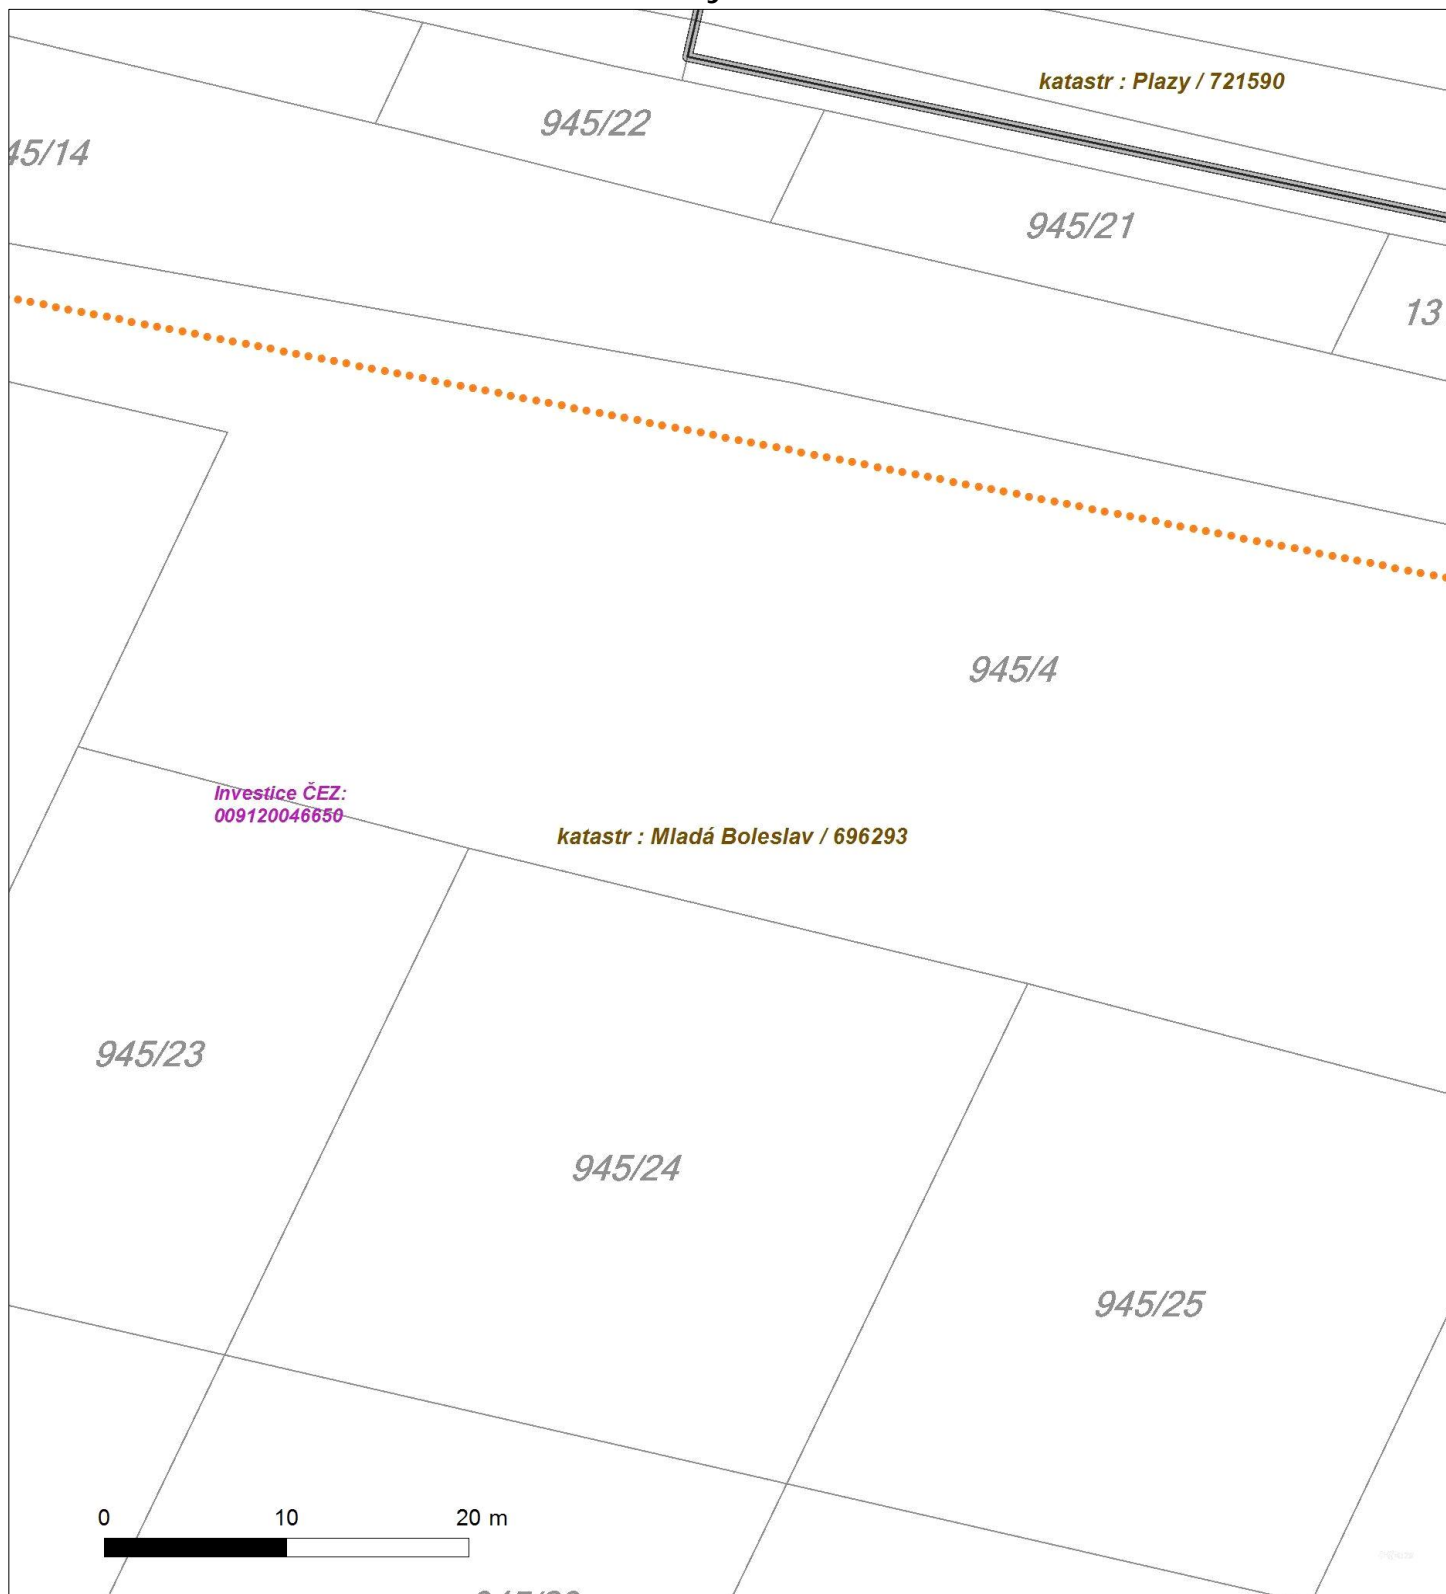 katastr : Plazy / 721590
945/22
45/14
945/21
13
945/4
Investice ČEZ:
009120046650
katastr : Mladá Boleslav / 696293
945/23
945/24
945/25
0 10 20 m